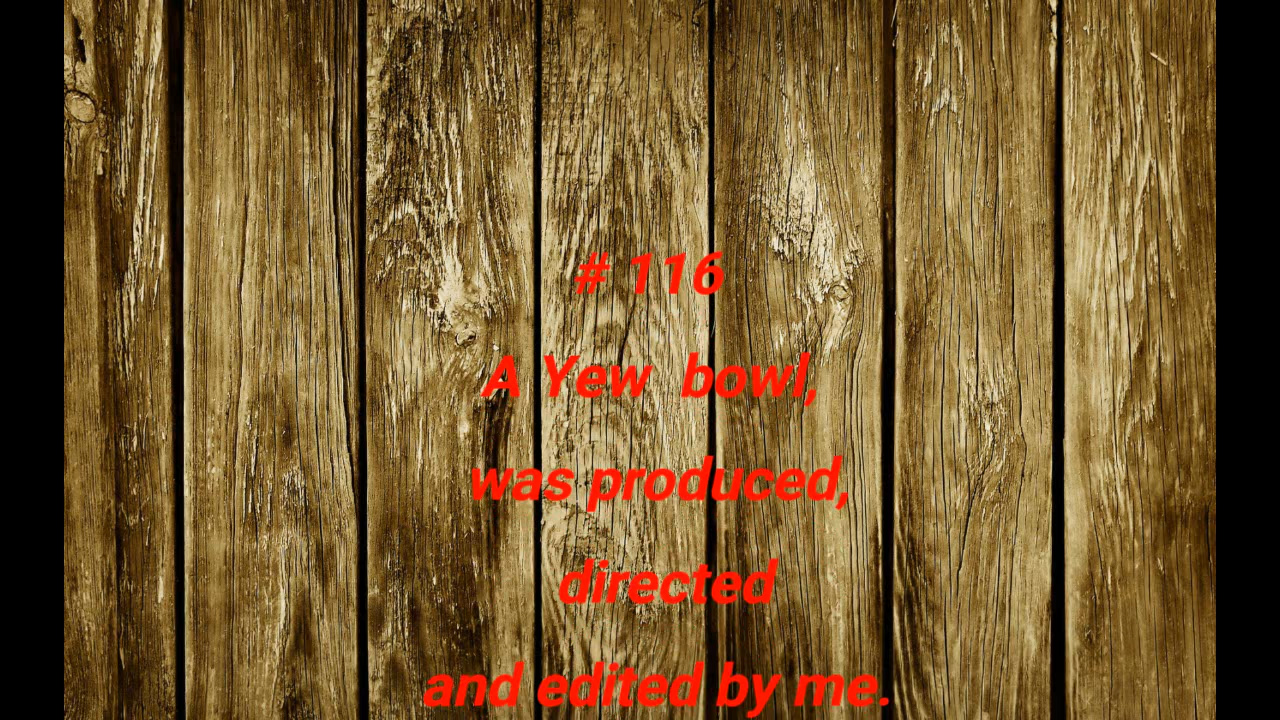 # 116
A Yew bowl,
was produced,
directed
and edited by me.